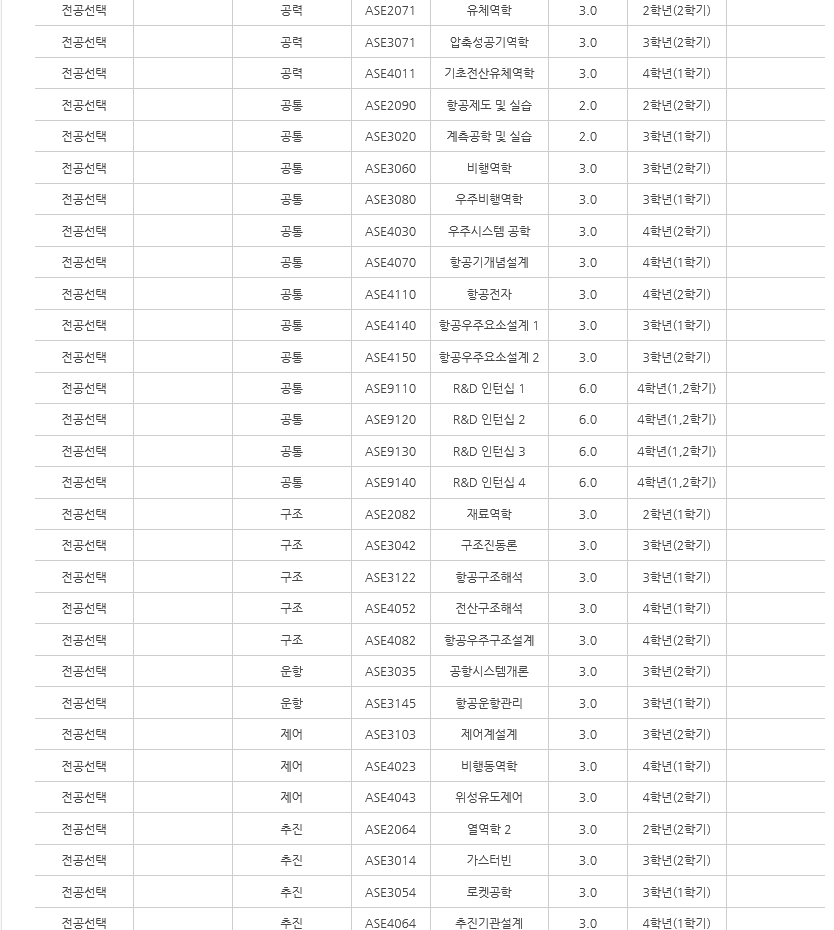 전공선택 공력 ASE2071 유체역학 3.0 2학년(2학기)
전공선택 공력 ASE3071 압축성공기역학 3.0 3학년(2학기)
전공선택 공력 ASE4011 기초전산유체역학 3.0 4학년(1학기)
전공선택 공통 ASE2090 항공제도 및 실습 2.0 2학년(2학기)
전공선택 공통 ASE3020 계측공학 및 실습 2.0 3학년(1학기)
전공선택 공통 ASE3060 비행역학 3.0 3학년(2학기)
전공선택 공통 ASE3080 우주비행역학 3.0 3학년(1학기)
전공선택 공통 ASE4030 우주시스템 공학 3.0 4학년(2학기)
전공선택 공통 ASE4070 항공기개념설계 3.0 4학년(1학기)
전공선택 공통 ASE4110 항공전자 3.0 4학년(2학기)
전공선택 공통 ASE4140 항공우주요소설계 1 3.0 3학년(1학기)
전공선택 공통 ASE4150 항공우주요소설계 2 3.0 3학년(2학기)
전공선택 공통 ASE9110 R&D 인턴십 1 6.0 4학년(1,2학기)
전공선택 공통 ASE9120 R&D 인턴십 2 6.0 4학년(1,2학기)
전공선택 공통 ASE9130 R&D 인턴십 3 6.0 4학년(1,2학기)
전공선택 공통 ASE9140 R&D 인턴십 4 6.0 4학년(1,2학기)
전공선택 구조 ASE2082 재료역학 3.0 2학년(1학기)
전공선택 구조 ASE3042 구조진동론 3.0 3학년(2학기)
전공선택 구조 ASE3122 항공구조해석 3.0 3학년(1학기)
전공선택 구조 ASE4052 전산구조해석 3.0 4학년(1학기)
전공선택 구조 ASE4082 항공우주구조설계 3.0 4학년(2학기)
전공선택 운항 ASE3035 공항시스템개론 3.0 3학년(2학기)
전공선택 운항 ASE3145 항공운항관리 3.0 3학년(1학기)
전공선택 제어 ASE3103 제어계설계 3.0 3학년(2학기)
전공선택 제어 ASE4023 비행동역학 3.0 4학년(1학기)
전공선택 제어 ASE4043 위성유도제어 3.0 4학년(2학기)
전공선택 추진 ASE2064 열역학 2 3.0 2학년(2학기)
전공선택 추진 ASE3014 가스터빈 3.0 3학년(2학기)
전공선택 추진 ASE3054 로켓공학 3.0 3학년(1학기)
전공선택 추진 ASE4064 추진기관설계 3.0 4학년(1학기)